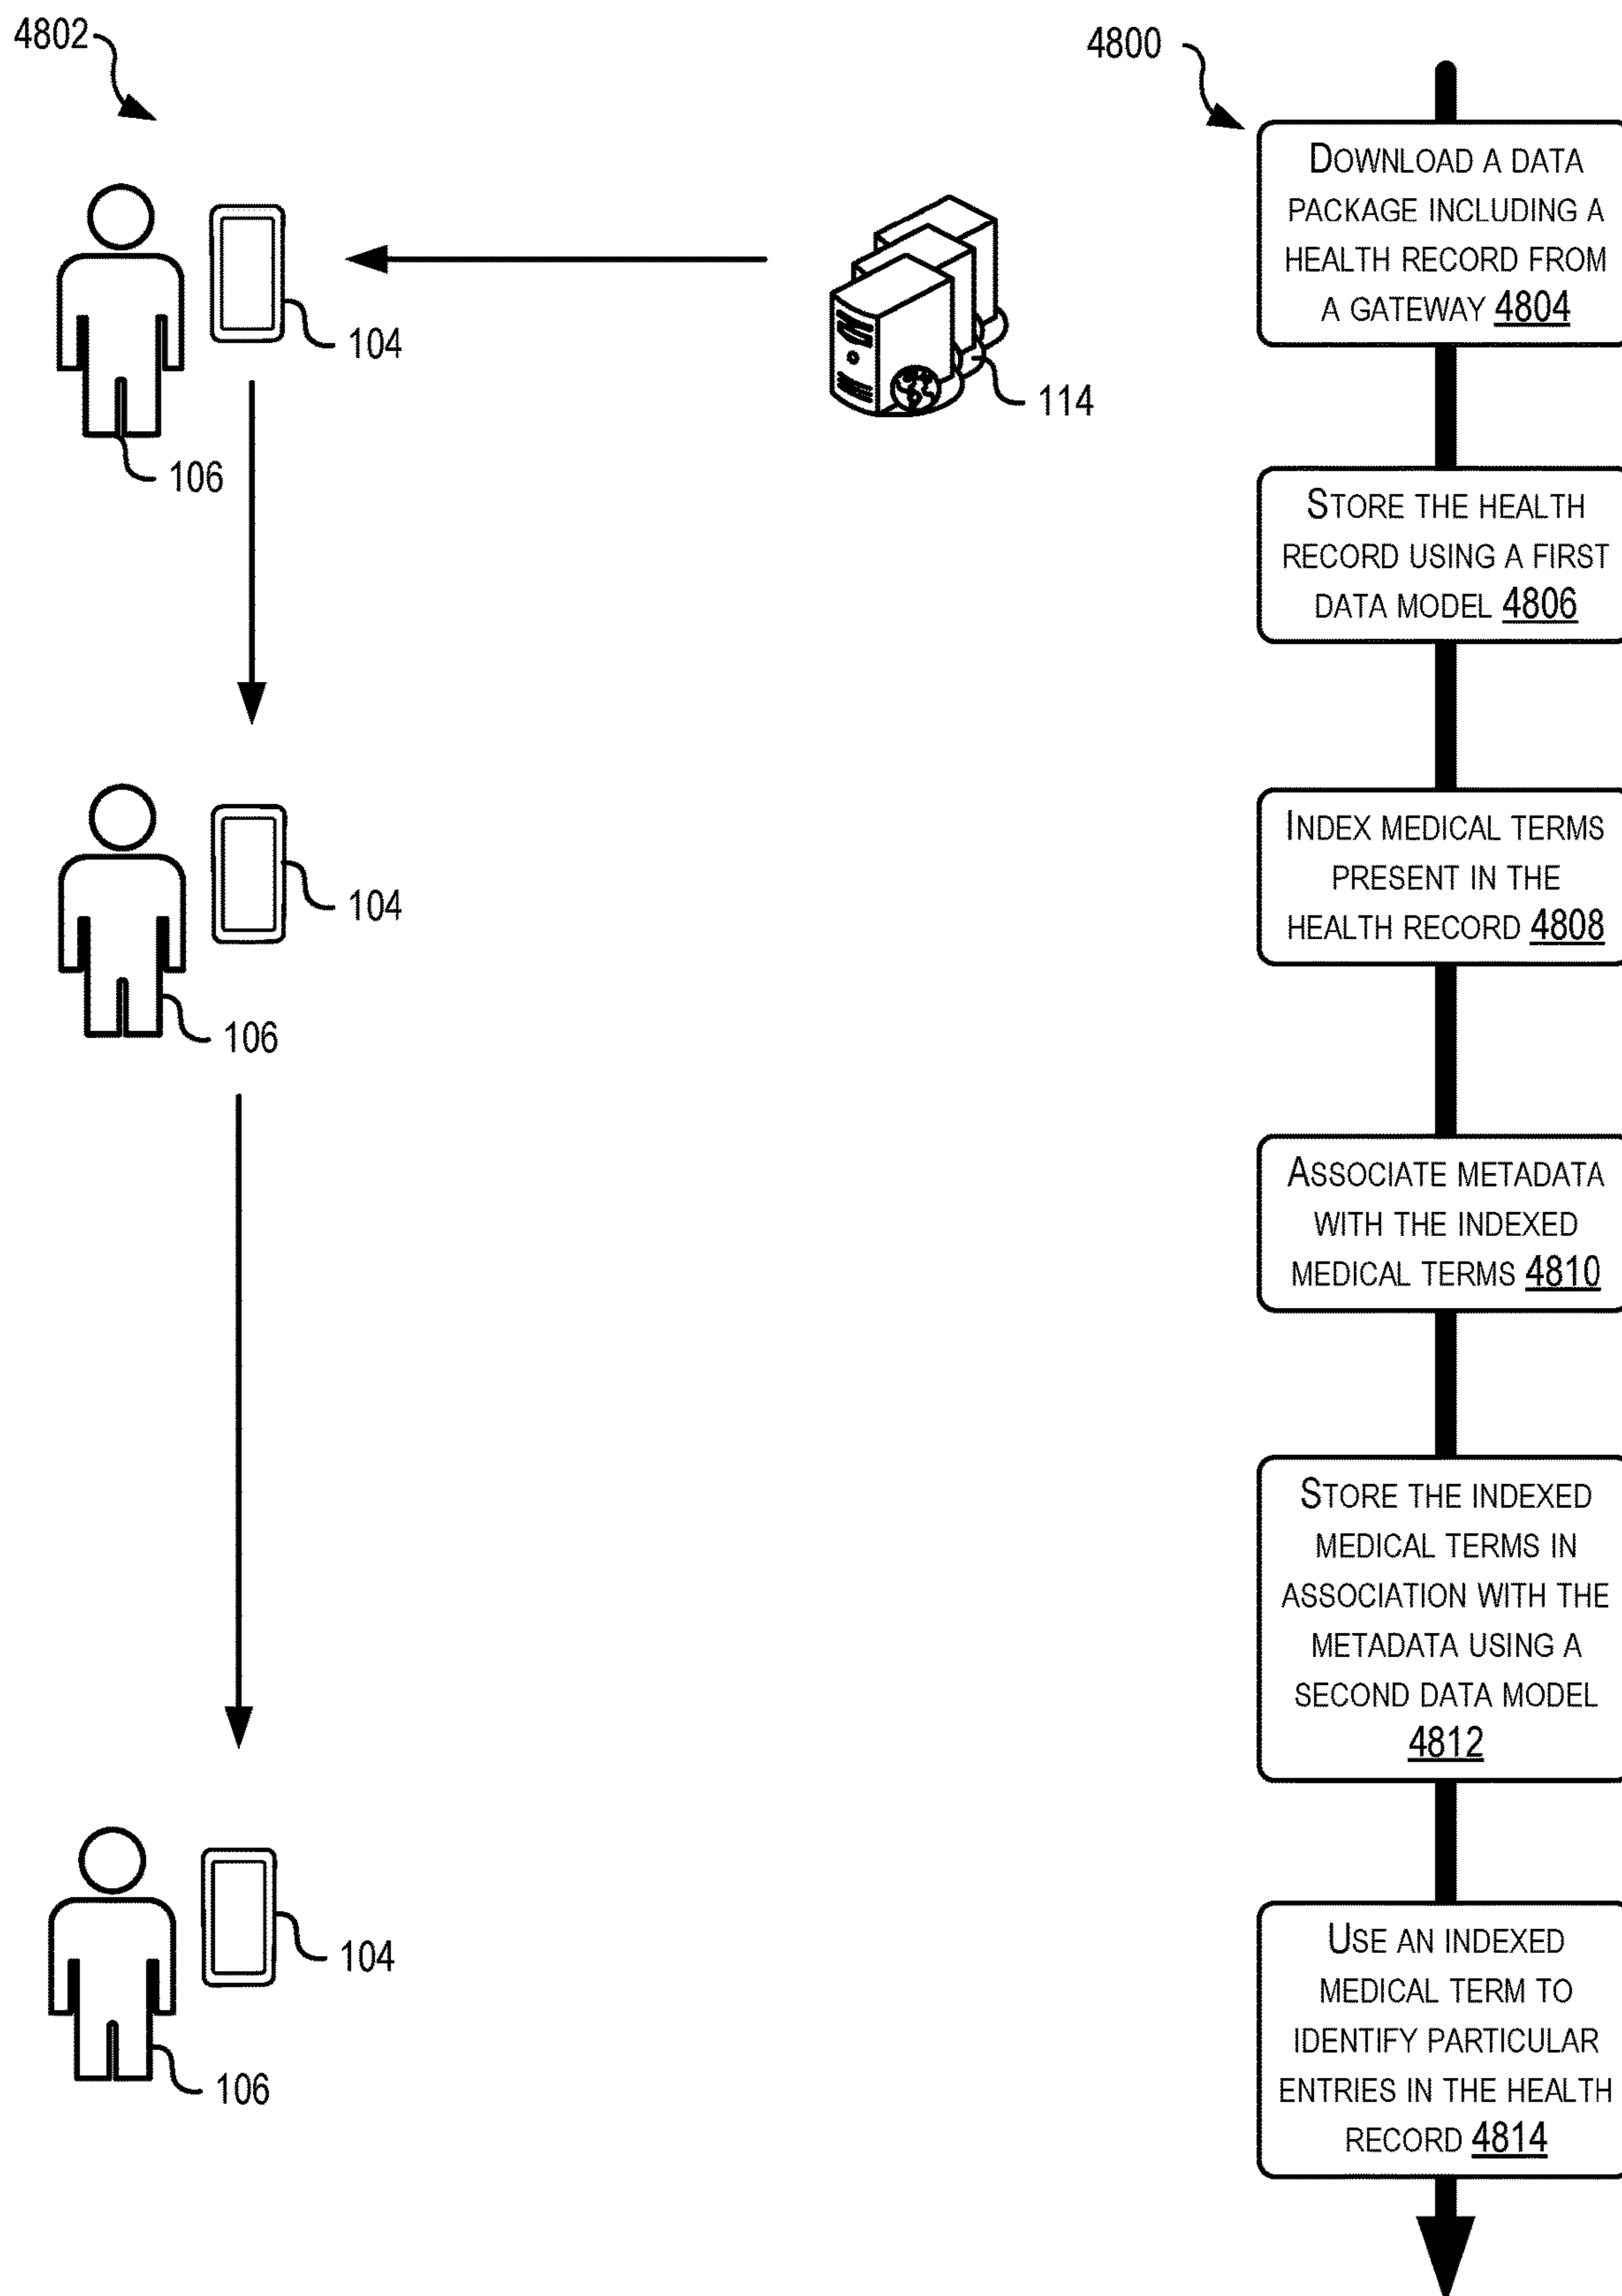 4802
4800
DOWNLOAD A DATA
PACKAGE INCLUDING A
HEALTH RECORD FROM
A GATEWAY 4804
104
114
106
STORE THE HEALTH
RECORD USING A FIRST
DATA MODEL 4806
INDEX MEDICAL TERMS
PRESENT IN THE
HEALTH RECORD 4808
104
106
ASSOCIATE METADATA
WITH THE INDEXED
MEDICAL TERMS 4810
STORE THE INDEXED
MEDICAL TERMS IN
ASSOCIATION WITH THE
METADATA USING A
SECOND DATA MODEL
4812
USE AN INDEXED
MEDICAL TERM TO
IDENTIFY PARTICULAR
ENTRIES IN THE HEALTH
RECORD 4814
104
106